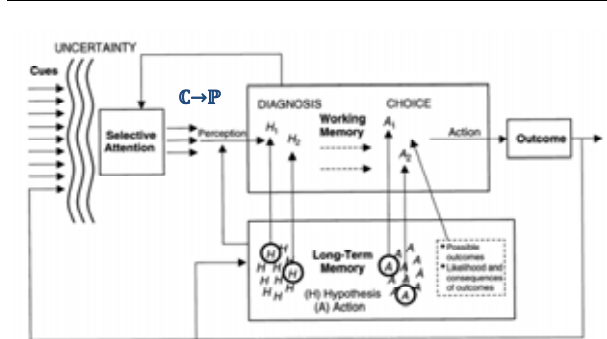 UNCERTAINTY
Cues
ℂ→ℙ
Selective
Attention
Perception
DIAGNOSIS
CHOICE
H1
H2
Working
Memory
A1
A2
Action
Outcome
Long-Term
Memory
(H) Hypothesis
(A) Action
H
H
H
H
H
H
H
H
H
H
A
A
A
A
A
A
A
A
• Possible
outcomes
• Likelihood and
consequences
of outcomes